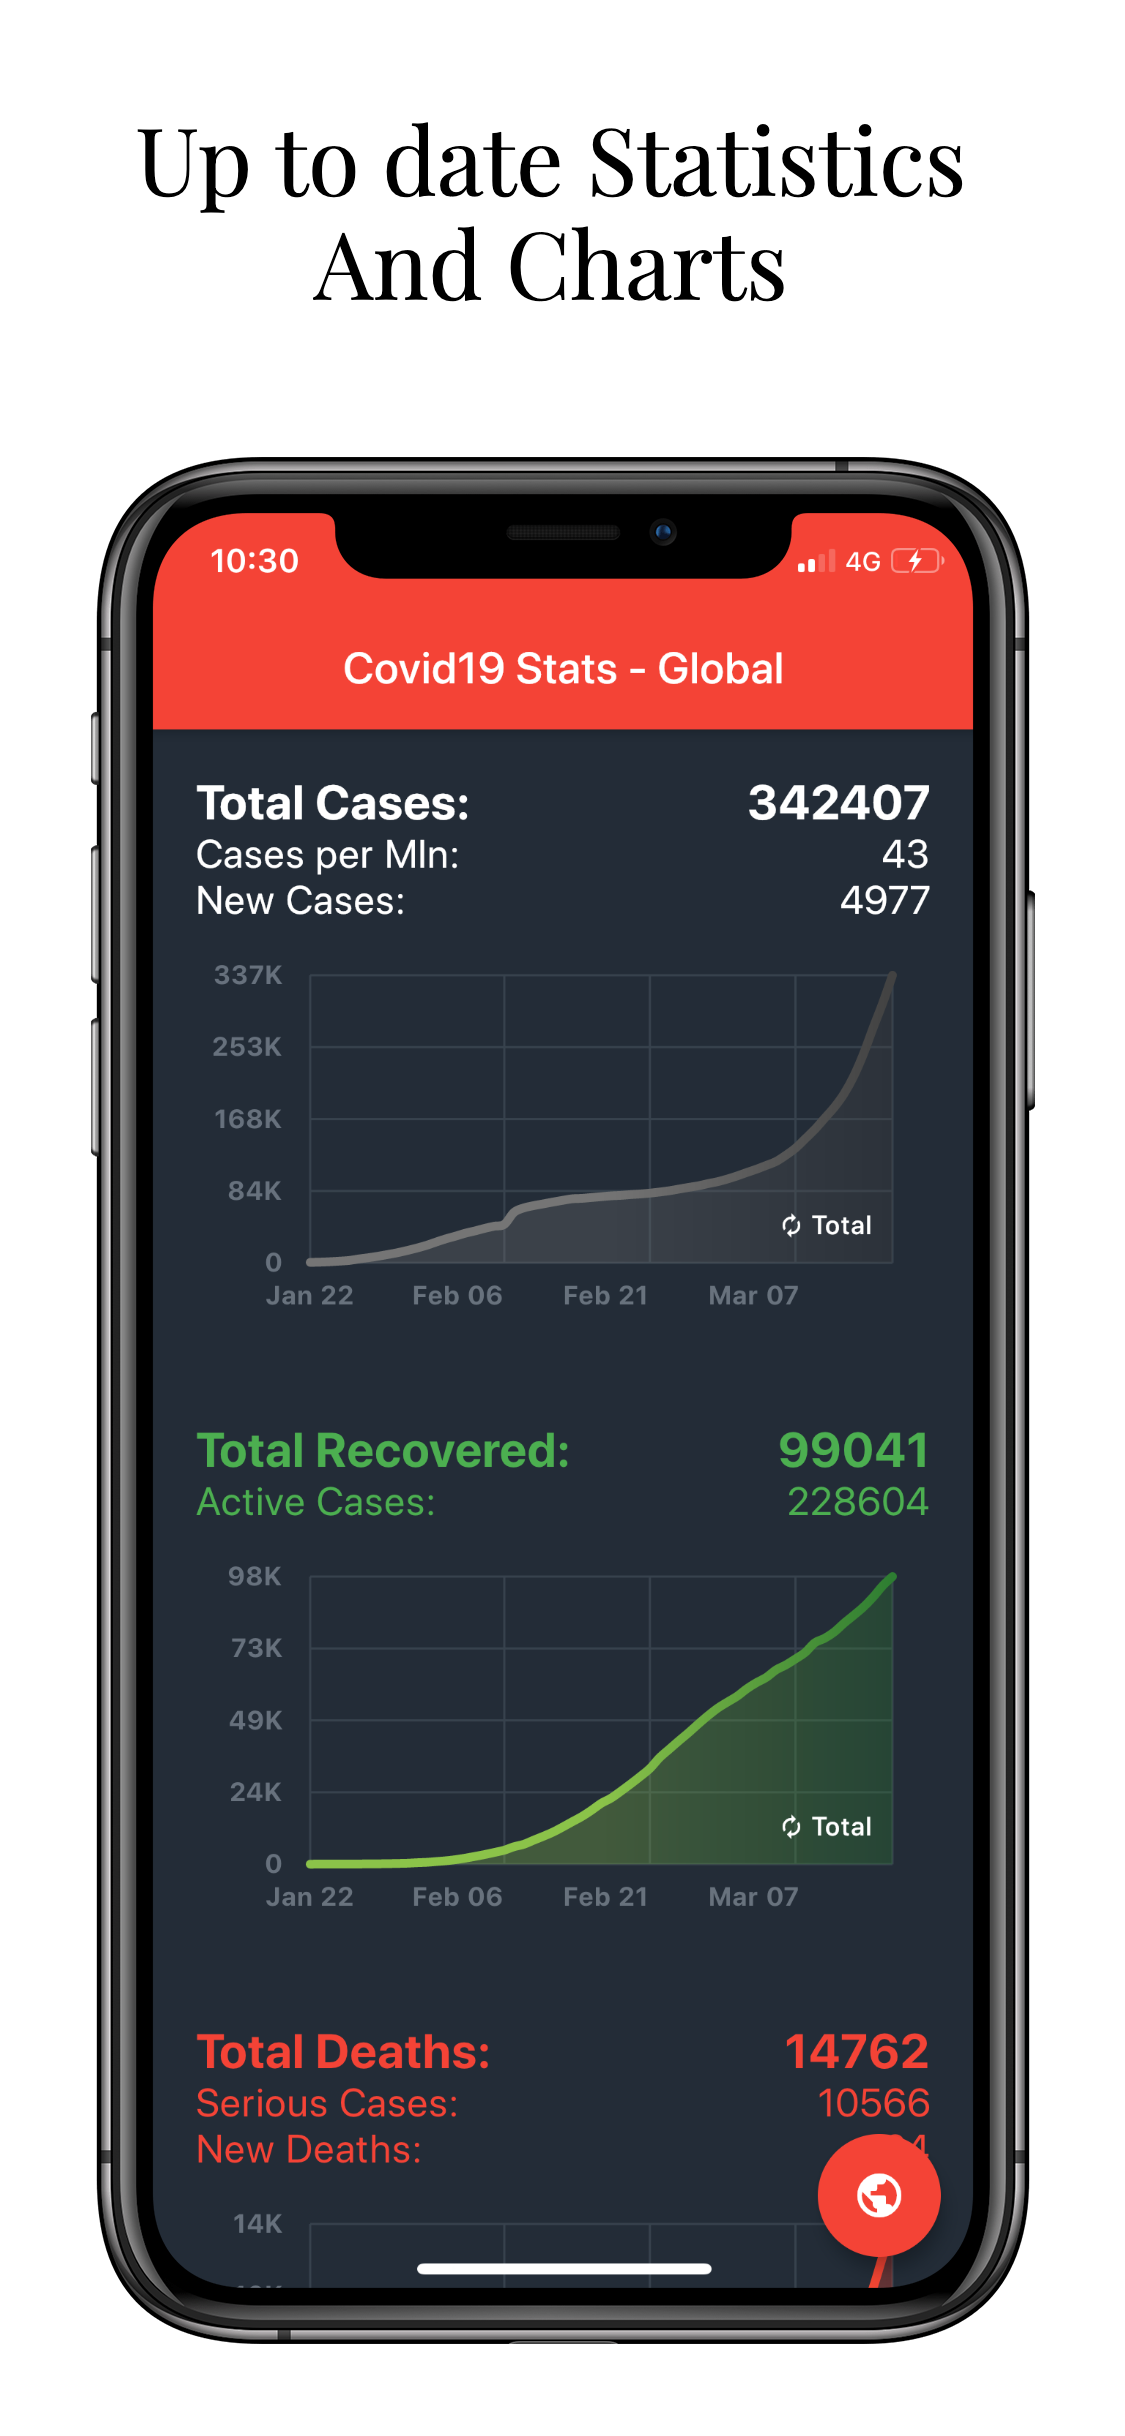 Up to date Statistics
And Charts
10:30
4G
Covid19 Stats - Global
Total Cases: 342407
Cases per Mln: 43
New Cases: 4977
337K
253K
168K
84K
0
Jan 22 Feb 06 Feb 21 Mar 07
Total
Total Recovered: 99041
Active Cases: 228604
98K
73K
49K
24K
0
Jan 22 Feb 06 Feb 21 Mar 07
Total
Total Deaths: 14762
Serious Cases: 10566
New Deaths:
14K